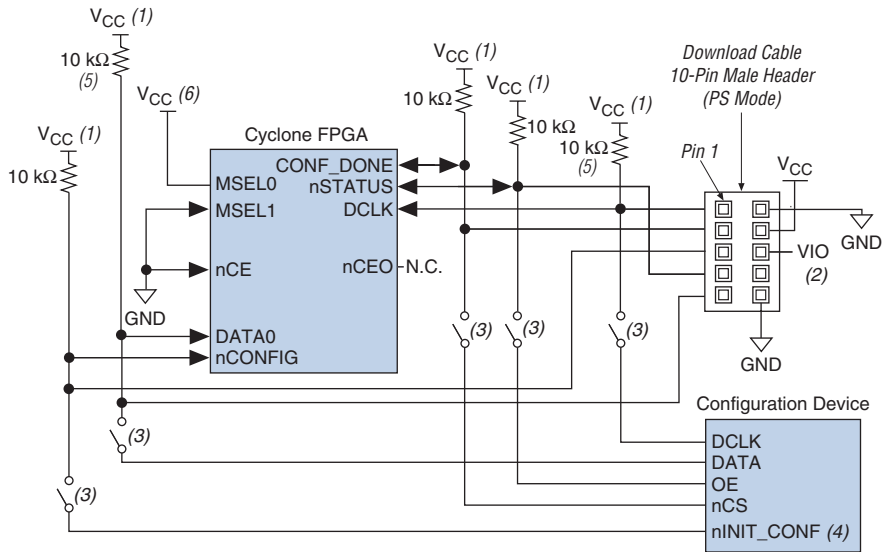 VCC (1)
10 kΩ
(5)
VCC (6)
VCC (1)
10 kΩ
VCC (1)
10 kΩ
VCC (1)
10 kΩ
VCC (1)
10 kΩ
(5)
Download Cable
10-Pin Male Header
(PS Mode)
Pin 1
VCC
GND
VIO
(2)
GND
Cyclone FPGA
CONF_DONE
nSTATUS
DCLK
nCEO
N.C.
MSEL0
MSEL1
nCE
GND
DATA0
nCONFIG
(3)
(3)
(3)
(3)
(3)
Configuration Device
DCLK
DATA
OE
nCS
nINIT_CONF (4)